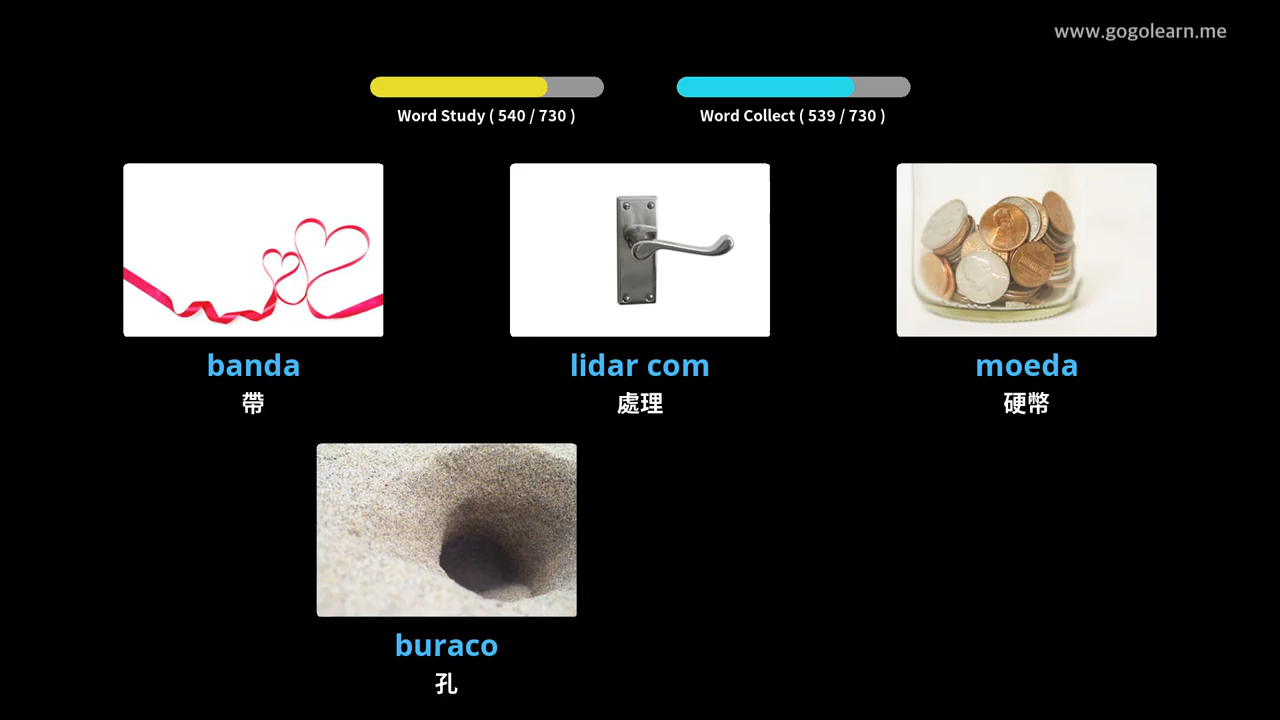 www.gogolearn.me
Word Study ( 540 / 730 )
Word Collect ( 539 / 730 )
banda
帶
lidar com
處理
moeda
硬幣
buraco
孔